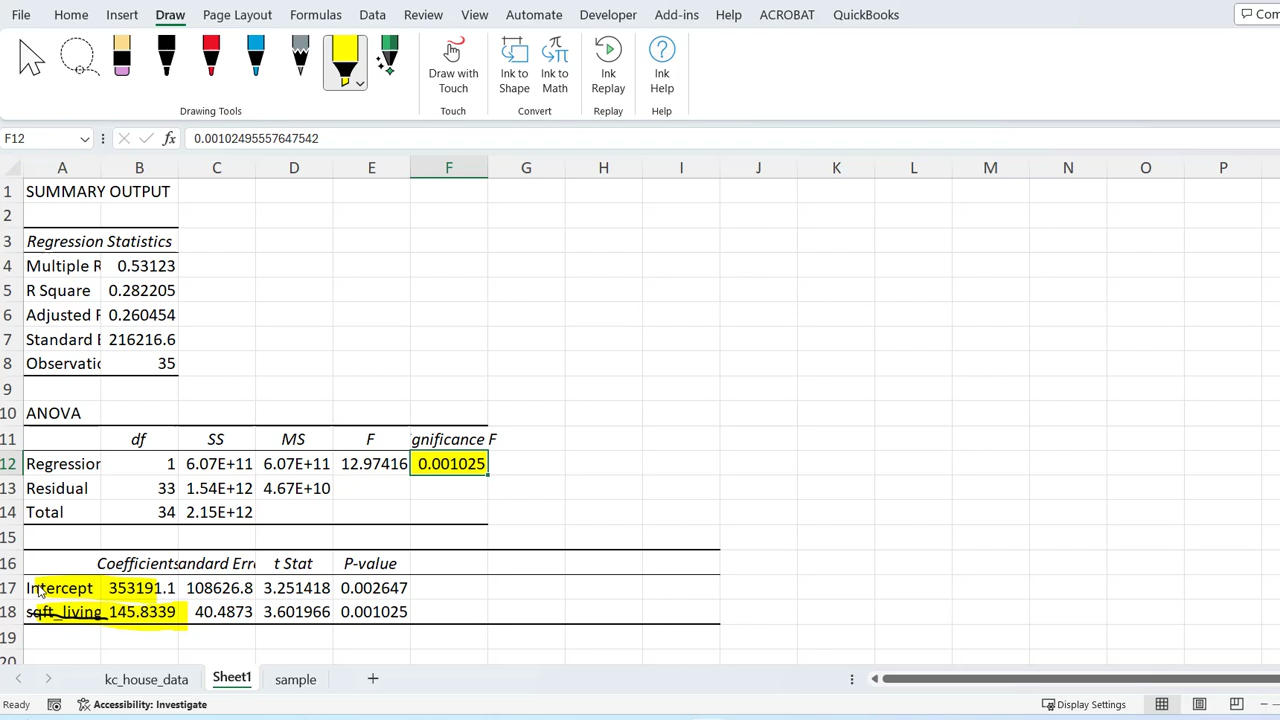 File Home Insert Draw Page Layout Formulas Data Review View Automate Developer Add-ins Help ACROBAT QuickBooks Com
Draw with Touch Ink to Shape Ink to Math Ink Replay Ink Help
Drawing Tools Touch Convert Replay Help
F12 fx 0.00102495557647542
A B C D E F G H I J K L M N O P
1 SUMMARY OUTPUT
2
3 Regression Statistics
4 Multiple R 0.53123
5 R Square 0.282205
6 Adjusted F 0.260454
7 Standard E 216216.6
8 Observatic 35
9
10 ANOVA
11 df SS MS F gnificance F
12 Regression 1 6.07E+11 6.07E+11 12.97416 0.001025
13 Residual 33 1.54E+12 4.67E+10
14 Total 34 2.15E+12
15
16 Coefficients andard Erro t Stat P-value
17 Intercept 353191.1 108626.8 3.251418 0.002647
18 sqft_living 145.8339 40.4873 3.601966 0.001025
19
20
kc_house_data Sheet1 sample +
Ready Accessibility: Investigate Display Settings